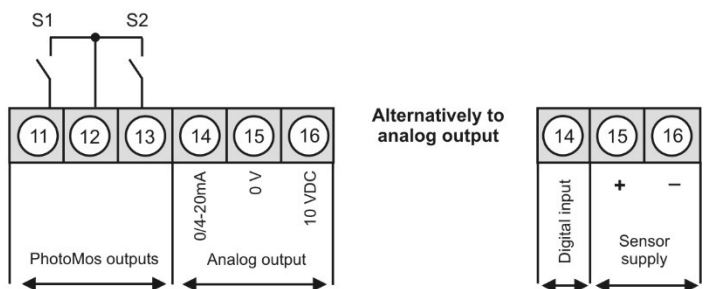 S1 S2
Alternatively to
analog output
11 12 13 14 15 16
14 15 16
0/4-20mA
0 V
10 VDC
Digital input
+ –
PhotoMos outputs
Analog output
Sensor
supply